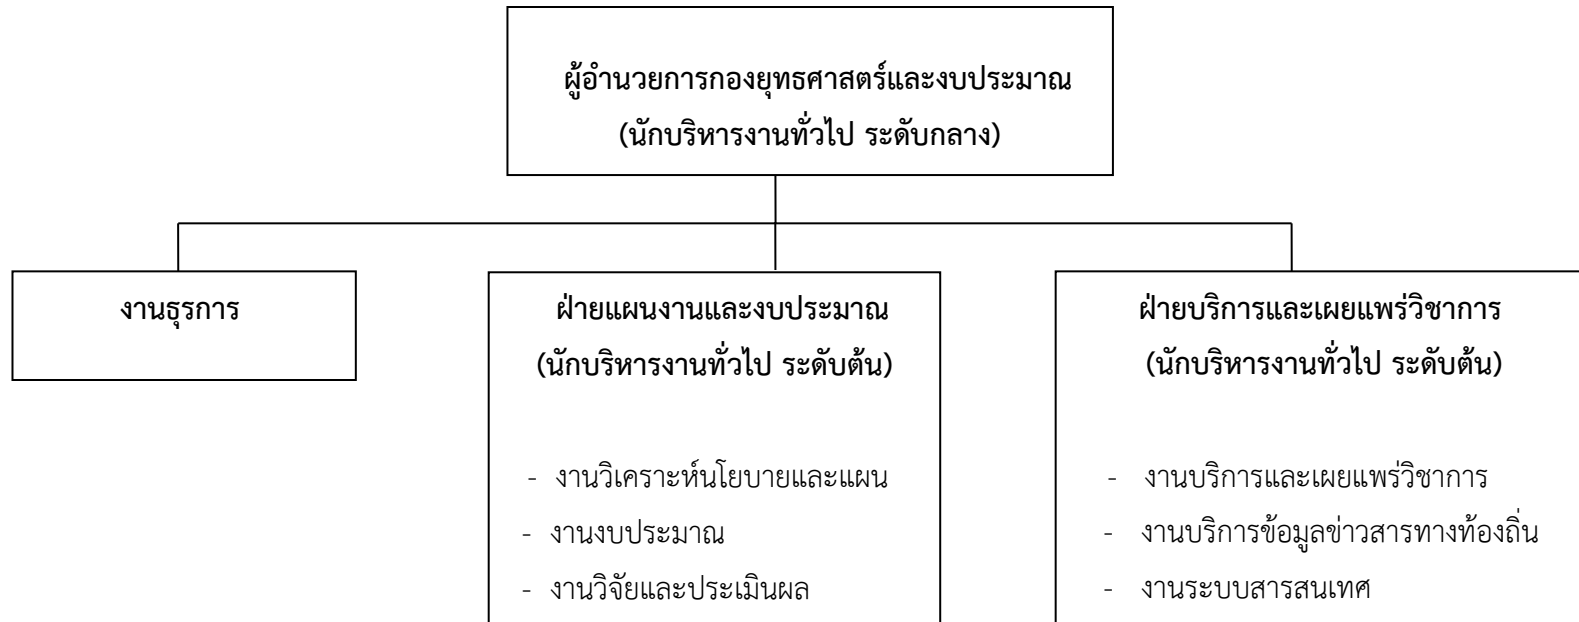 ผู้อำนวยการกองยุทธศาสตร์และงบประมาณ
(นักบริหารงานทั่วไป ระดับกลาง)
งานธุรการ
ฝ่ายแผนงานและงบประมาณ
(นักบริหารงานทั่วไป ระดับต้น)
- งานวิเคราะห์นโยบายและแผน
- งานงบประมาณ
- งานวิจัยและประเมินผล
ฝ่ายบริการและเผยแพร่วิชาการ
(นักบริหารงานทั่วไป ระดับต้น)
- งานบริการและเผยแพร่วิชาการ
- งานบริการข้อมูลข่าวสารทางท้องถิ่น
- งานระบบสารสนเทศ